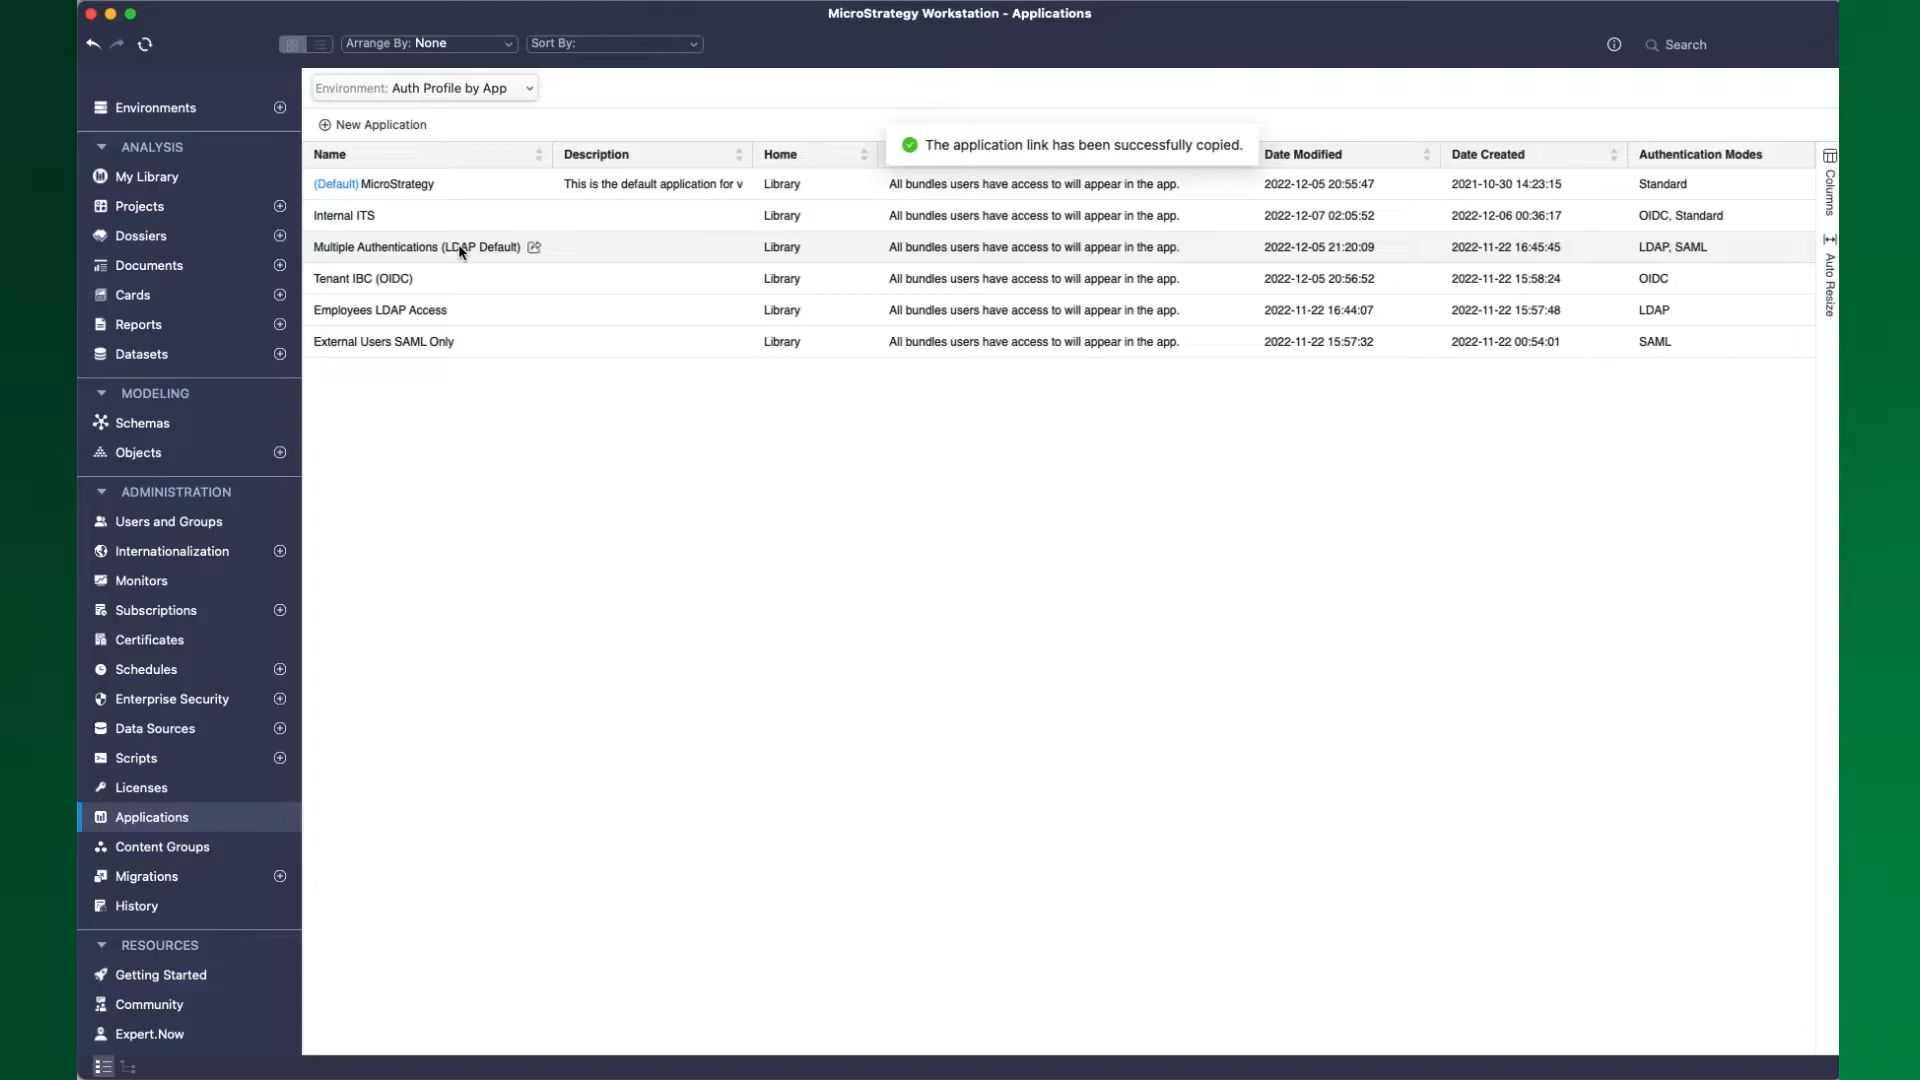 MicroStrategy Workstation - Applications
Arrange By: None
Sort By:
Search
Environments
ANALYSIS
My Library
Projects
Dossiers
Documents
Cards
Reports
Datasets
MODELING
Schemas
Objects
ADMINISTRATION
Users and Groups
Internationalization
Monitors
Subscriptions
Certificates
Schedules
Enterprise Security
Data Sources
Scripts
Licenses
Applications
Content Groups
Migrations
History
RESOURCES
Getting Started
Community
Expert.Now
Environment: Auth Profile by App
New Application
The application link has been successfully copied.
Name Description Home Date Modified Date Created Authentication Modes
(Default) MicroStrategy This is the default application for v Library All bundles users have access to will appear in the app. 2022-12-05 20:55:47 2021-10-30 14:23:15 Standard
Internal ITS Library All bundles users have access to will appear in the app. 2022-12-07 02:05:52 2022-12-06 00:36:17 OIDC, Standard
Multiple Authentications (LDAP Default) Library All bundles users have access to will appear in the app. 2022-12-05 21:20:09 2022-11-22 16:45:45 LDAP, SAML
Tenant IBC (OIDC) Library All bundles users have access to will appear in the app. 2022-12-05 20:56:52 2022-11-22 15:58:24 OIDC
Employees LDAP Access Library All bundles users have access to will appear in the app. 2022-11-22 16:44:07 2022-11-22 15:57:48 LDAP
External Users SAML Only Library All bundles users have access to will appear in the app. 2022-11-22 15:57:32 2022-11-22 00:54:01 SAML
Columns
Auto Resize